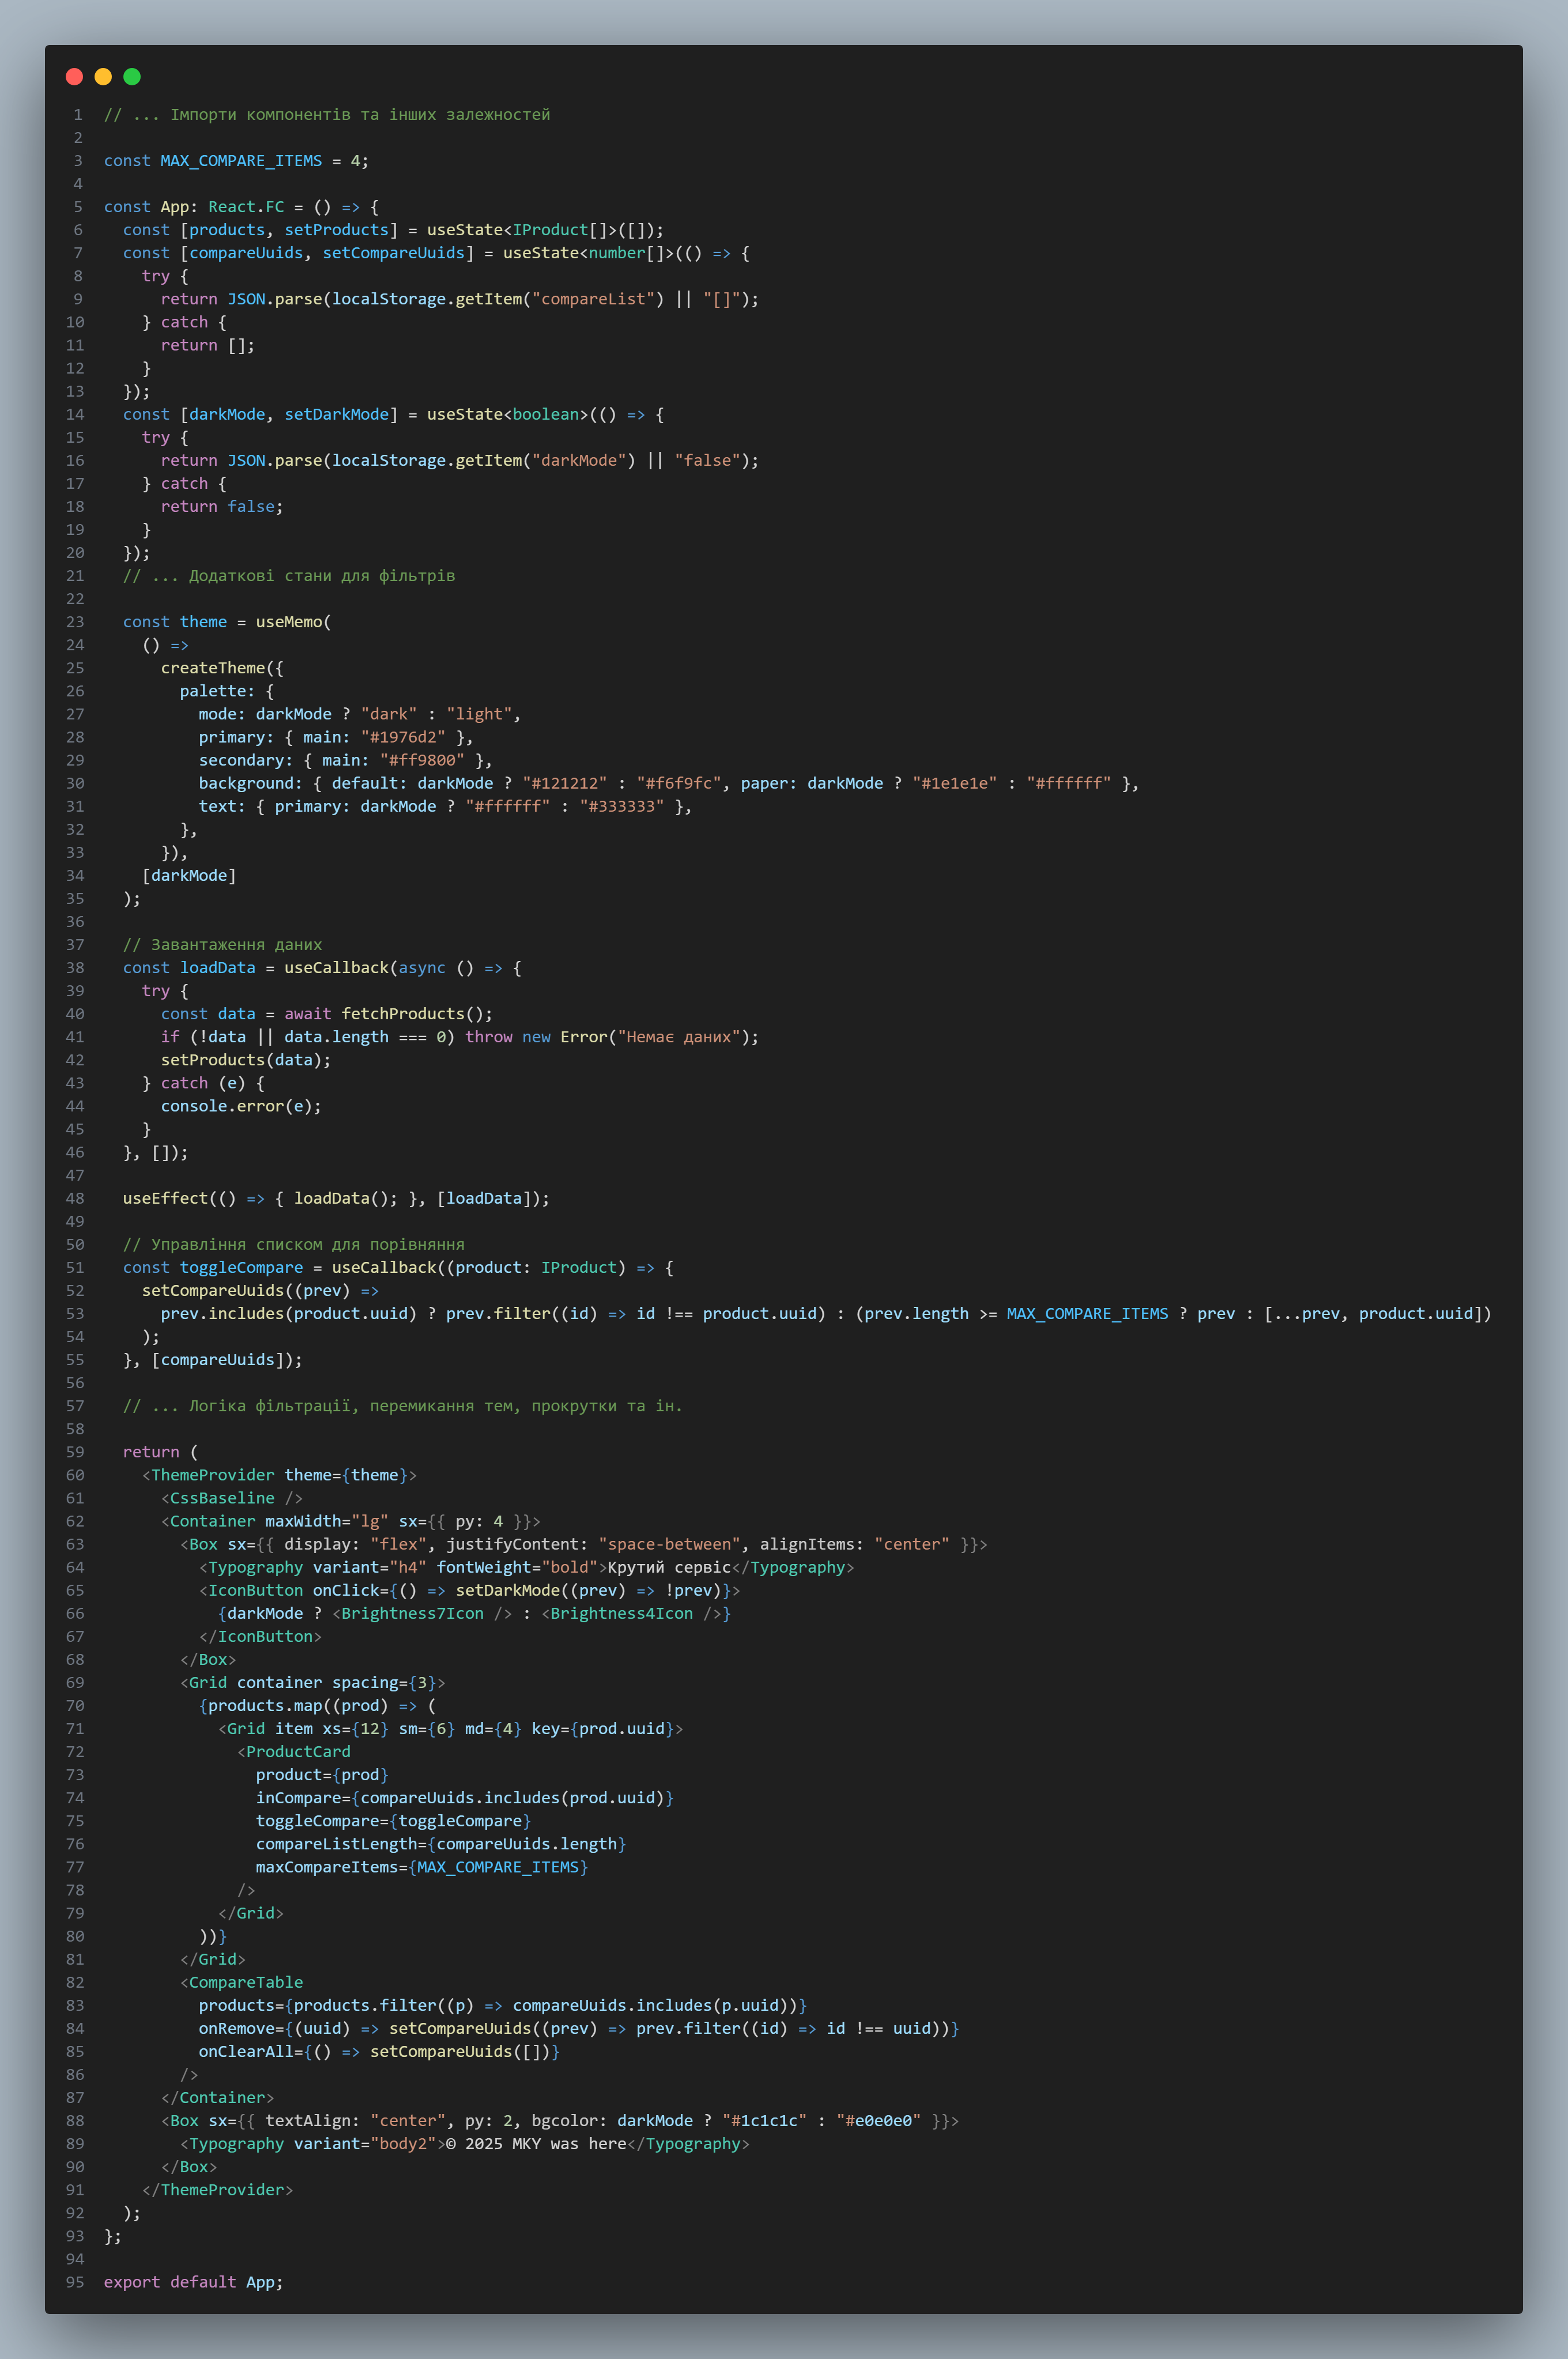 1 // ... Імпорти компонентів та інших залежностей
2
3 const MAX_COMPARE_ITEMS = 4;
4
5 const App: React.FC = () => {
6   const [products, setProducts] = useState<IProduct[]>([]);
7   const [compareUuids, setCompareUuids] = useState<number[]>(() => {
8     try {
9       return JSON.parse(localStorage.getItem("compareList") || "[]");
10     } catch {
11       return [];
12     }
13   });
14   const [darkMode, setDarkMode] = useState<boolean>(() => {
15     try {
16       return JSON.parse(localStorage.getItem("darkMode") || "false");
17     } catch {
18       return false;
19     }
20   });
21   // ... Додаткові стани для фільтрів
22
23   const theme = useMemo(
24     () =>
25       createTheme({
26         palette: {
27           mode: darkMode ? "dark" : "light",
28           primary: { main: "#1976d2" },
29           secondary: { main: "#ff9800" },
30           background: { default: darkMode ? "#121212" : "#f6f9fc", paper: darkMode ? "#1e1e1e" : "#ffffff" },
31           text: { primary: darkMode ? "#ffffff" : "#333333" },
32         },
33       }),
34     [darkMode]
35   );
36
37   // Завантаження даних
38   const loadData = useCallback(async () => {
39     try {
40       const data = await fetchProducts();
41       if (!data || data.length === 0) throw new Error("Немає даних");
42       setProducts(data);
43     } catch (e) {
44       console.error(e);
45     }
46   }, []);
47
48   useEffect(() => { loadData(); }, [loadData]);
49
50   // Управління списком для порівняння
51   const toggleCompare = useCallback((product: IProduct) => {
52     setCompareUuids((prev) =>
53       prev.includes(product.uuid) ? prev.filter((id) => id !== product.uuid) : (prev.length >= MAX_COMPARE_ITEMS ? prev : [...prev, product.uuid])
54     );
55   }, [compareUuids]);
56
57   // ... Логіка фільтрації, перемикання тем, прокрутки та ін.
58
59   return (
60     <ThemeProvider theme={theme}>
61       <CssBaseline />
62       <Container maxWidth="lg" sx={{ py: 4 }}>
63         <Box sx={{ display: "flex", justifyContent: "space-between", alignItems: "center" }}>
64           <Typography variant="h4" fontWeight="bold">Крутий сервіс</Typography>
65           <IconButton onClick={() => setDarkMode((prev) => !prev)}>
66             {darkMode ? <Brightness7Icon /> : <Brightness4Icon />}
67           </IconButton>
68         </Box>
69         <Grid container spacing={3}>
70           {products.map((prod) => (
71             <Grid item xs={12} sm={6} md={4} key={prod.uuid}>
72               <ProductCard
73                 product={prod}
74                 inCompare={compareUuids.includes(prod.uuid)}
75                 toggleCompare={toggleCompare}
76                 compareListLength={compareUuids.length}
77                 maxCompareItems={MAX_COMPARE_ITEMS}
78               />
79             </Grid>
80           ))}
81         </Grid>
82         <CompareTable
83           products={products.filter((p) => compareUuids.includes(p.uuid))}
84           onRemove={(uuid) => setCompareUuids((prev) => prev.filter((id) => id !== uuid))}
85           onClearAll={() => setCompareUuids([])}
86         />
87       </Container>
88       <Box sx={{ textAlign: "center", py: 2, bgcolor: darkMode ? "#1c1c1c" : "#e0e0e0" }}>
89         <Typography variant="body2">© 2025 MKY was here</Typography>
90       </Box>
91     </ThemeProvider>
92   );
93 };
94
95 export default App;